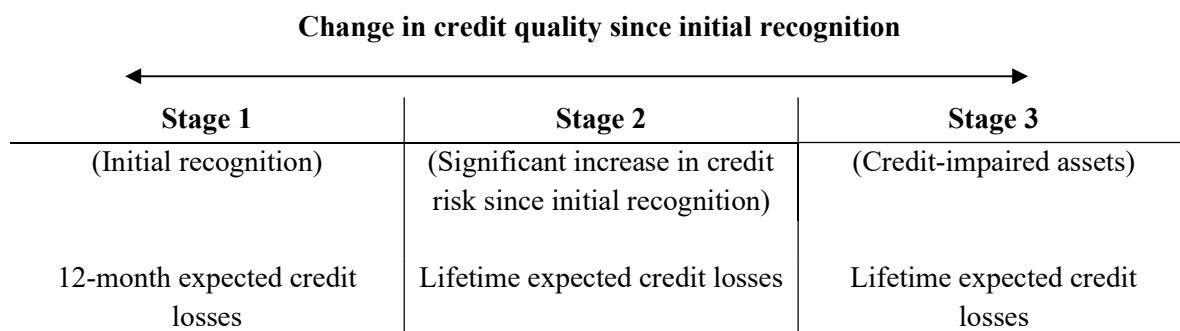 Change in credit quality since initial recognition
Stage 1
Stage 2
Stage 3
(Initial recognition)
(Significant increase in credit
risk since initial recognition)
(Credit-impaired assets)
12-month expected credit
losses
Lifetime expected credit losses
Lifetime expected credit
losses